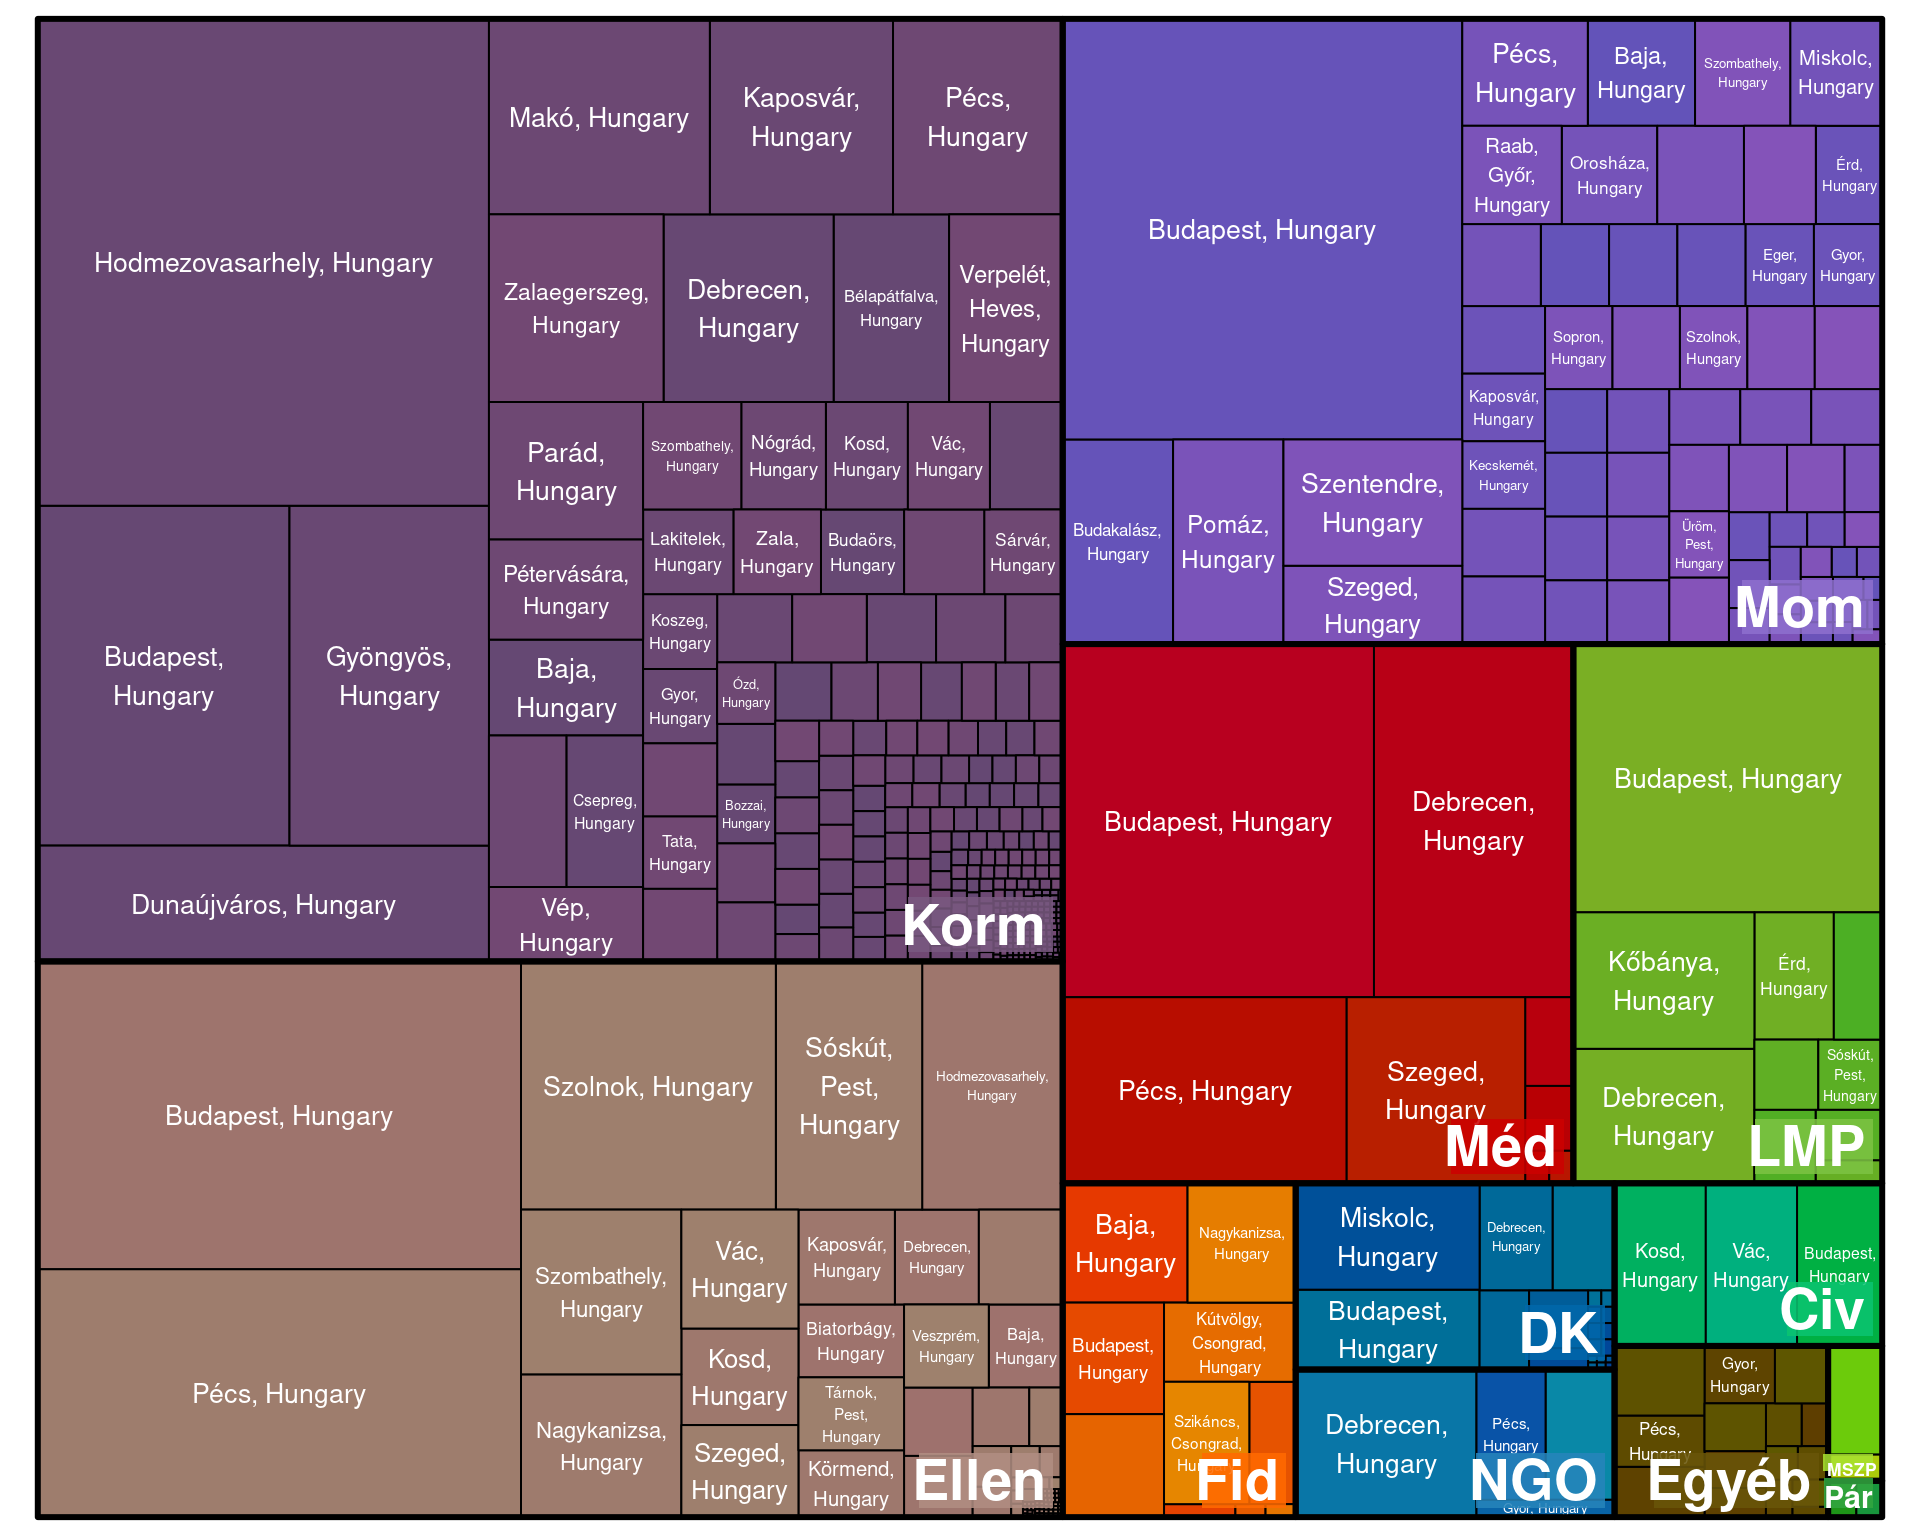 Hodmezovasarhely, Hungary
Budapest,
Hungary
Gyöngyös,
Hungary
Dunaújváros, Hungary
Makó, Hungary
Kaposvár,
Hungary
Pécs,
Hungary
Zalaegerszeg,
Hungary
Debrecen,
Hungary
Bélapátfalva,
Hungary
Verpelét,
Heves,
Hungary
Parád,
Hungary
Szombathely,
Hungary
Nógrád,
Hungary
Kosd,
Hungary
Vác,
Hungary
Lakitelek,
Hungary
Zala,
Hungary
Budaörs,
Hungary
Sárvár,
Hungary
Pétervására,
Hungary
Koszeg,
Hungary
Baja,
Hungary
Gyor,
Hungary
Ózd,
Hungary
Csepreg,
Hungary
Bozzai,
Hungary
Tata,
Hungary
Vép,
Hungary
Korm
Budapest, Hungary
Pécs,
Hungary
Baja,
Hungary
Szombathely,
Hungary
Miskolc,
Hungary
Raab,
Győr,
Hungary
Orosháza,
Hungary
Érd,
Hungary
Eger,
Hungary
Gyor,
Hungary
Sopron,
Hungary
Szolnok,
Hungary
Kaposvár,
Hungary
Kecskemét,
Hungary
Üröm,
Pest,
Hungary
Budakalász,
Hungary
Pomáz,
Hungary
Szentendre,
Hungary
Szeged,
Hungary
Mom
Budapest, Hungary
Debrecen,
Hungary
Pécs, Hungary
Szeged,
Hungary
Méd
Budapest, Hungary
Kőbánya,
Hungary
Érd,
Hungary
Debrecen,
Hungary
Sóskút,
Pest,
Hungary
LMP
Budapest, Hungary
Pécs, Hungary
Szolnok, Hungary
Sóskút,
Pest,
Hungary
Hodmezovasarhely,
Hungary
Szombathely,
Hungary
Vác,
Hungary
Kaposvár,
Hungary
Debrecen,
Hungary
Nagykanizsa,
Hungary
Kosd,
Hungary
Biatorbágy,
Hungary
Veszprém,
Hungary
Baja,
Hungary
Tárnok,
Pest,
Hungary
Szeged,
Hungary
Körmend,
Hungary
Ellen
Baja,
Hungary
Nagykanizsa,
Hungary
Budapest,
Hungary
Kútvölgy,
Csongrad,
Hungary
Szikáncs,
Csongrad,
Hungary
Fid
Miskolc,
Hungary
Debrecen,
Hungary
Budapest,
Hungary
DK
Debrecen,
Hungary
Pécs,
Hungary
Gyor, Hungary
NGO
Kosd,
Hungary
Vác,
Hungary
Budapest,
Hungary
Civ
Gyor,
Hungary
Pécs,
Hungary
Egyéb
MSZP
Pár